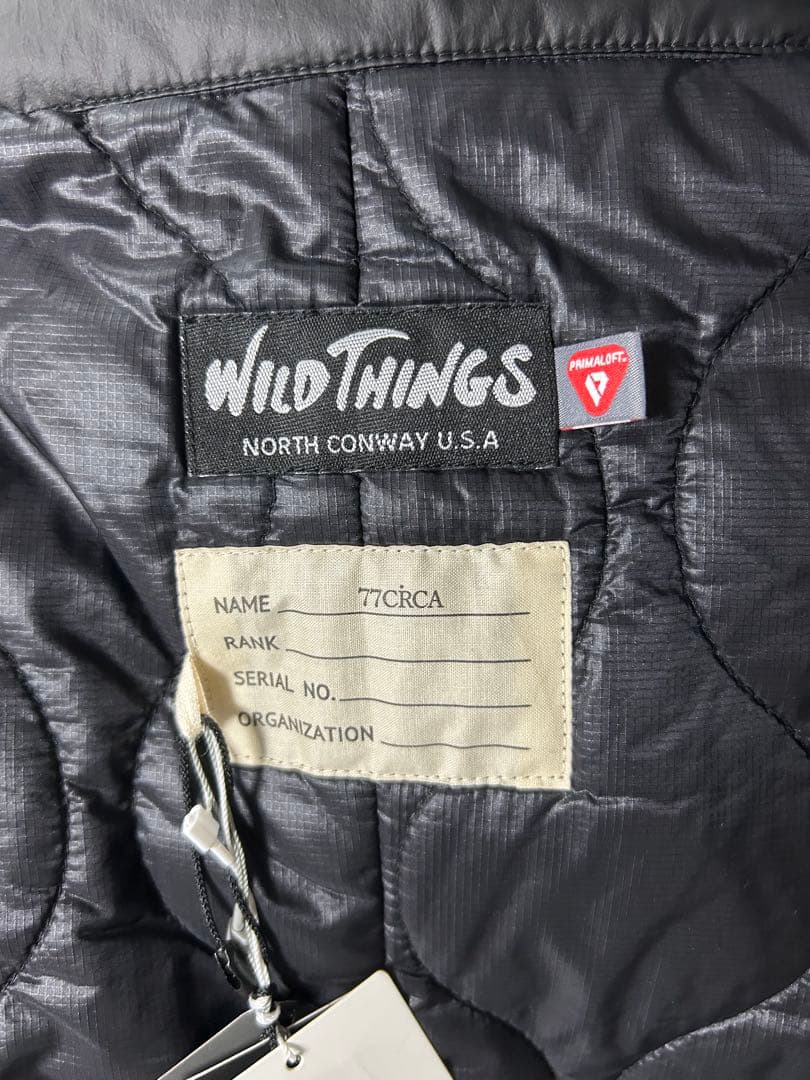 WILD THINGS
NORTH CONWAY U.S.A
PRIMALOFT
NAME 77CİRCA
RANK
SERIAL NO.
ORGANIZATION